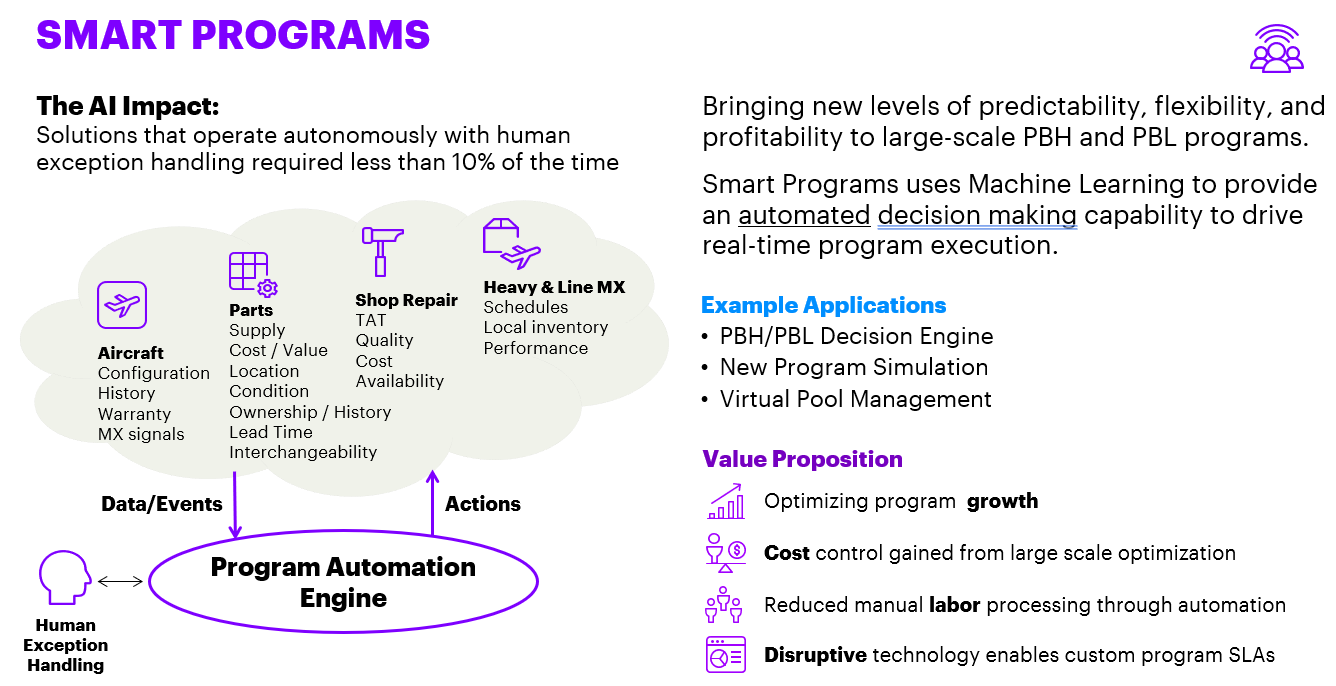 SMART PROGRAMS
The AI Impact:
Solutions that operate autonomously with human
exception handling required less than 10% of the time
Aircraft
Configuration
History
Warranty
MX signals
Parts
Supply
Cost / Value
Location
Condition
Ownership / History
Lead Time
Interchangeability
Shop Repair
TAT
Quality
Cost
Availability
Heavy & Line MX
Schedules
Local inventory
Performance
Data/Events
Actions
Program Automation
Engine
Human
Exception
Handling
Bringing new levels of predictability, flexibility, and
profitability to large-scale PBH and PBL programs.
Smart Programs uses Machine Learning to provide
an automated decision making capability to drive
real-time program execution.
Example Applications
• PBH/PBL Decision Engine
• New Program Simulation
• Virtual Pool Management
Value Proposition
Optimizing program growth
$
Cost control gained from large scale optimization
Reduced manual labor processing through automation
Disruptive technology enables custom program SLAs